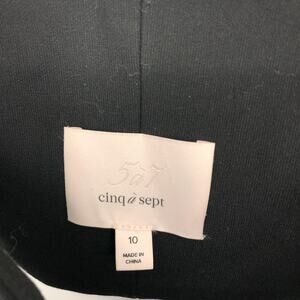 5à7
cinq à sept
10
MADE IN
CHINA